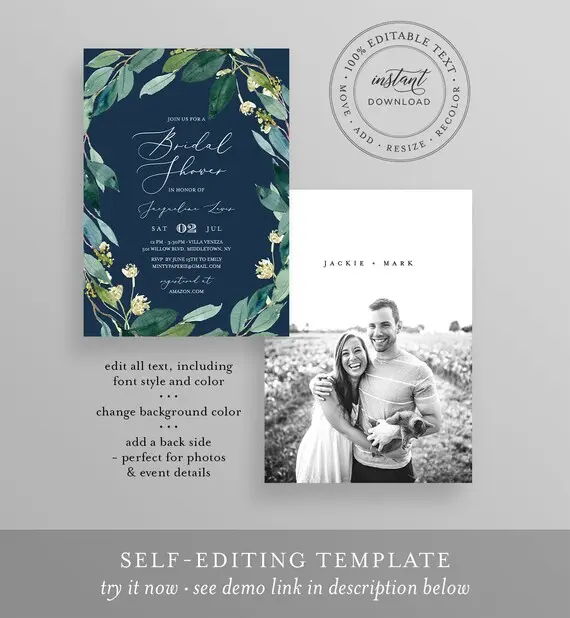 JOIN US FOR A
Bridal
Shower
IN HONOR OF
Jacqueline Lewis
SAT 02 JUL
12 PM - 3:30PM • VILLA VENEZA
501 WILLOW BLVD. MIDDLETOWN, NY
RSVP BY JUNE 15TH TO EMILY
MINTYPAPERIE@GMAIL.COM
registered at
AMAZON.COM
100% EDITABLE TEXT
instant
DOWNLOAD
MOVE • ADD • RESIZE • RECOLOR
JACKIE • MARK
edit all text, including
font style and color
• • •
change background color
• • •
add a back side
~ perfect for photos
& event details
SELF-EDITING TEMPLATE
try it now • see demo link in description below